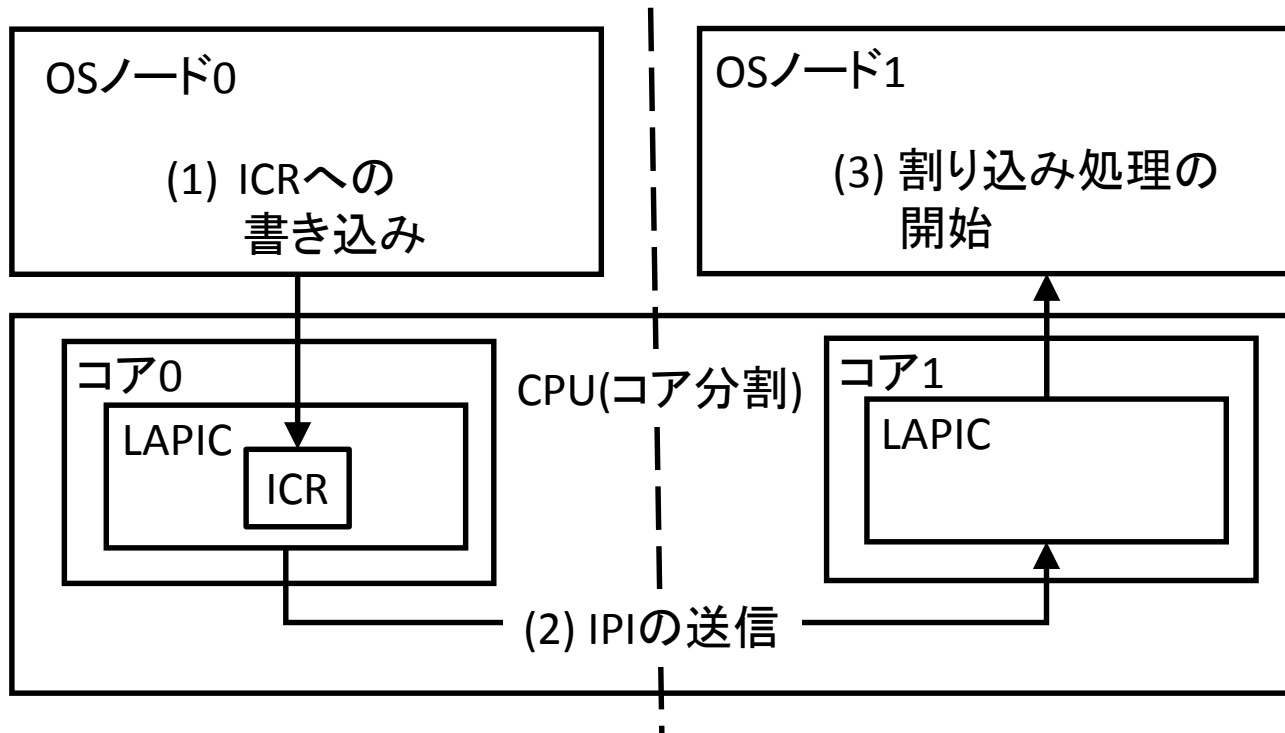 OSノード0
(1) ICRへの
書き込み
OSノード1
(3) 割り込み処理の
開始
コア0
LAPIC
ICR
CPU(コア分割)
コア1
LAPIC
(2) IPIの送信